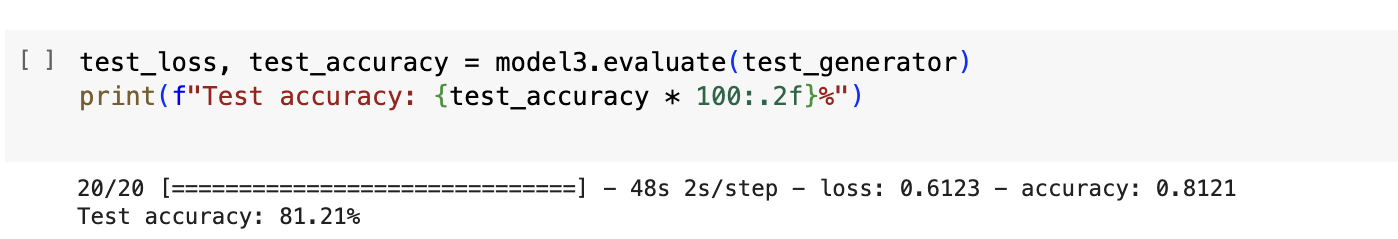 [ ] test_loss, test_accuracy = model3.evaluate(test_generator)
print(f"Test accuracy: {test_accuracy * 100:.2f}%")
20/20 [==============================] - 48s 2s/step - loss: 0.6123 - accuracy: 0.8121
Test accuracy: 81.21%